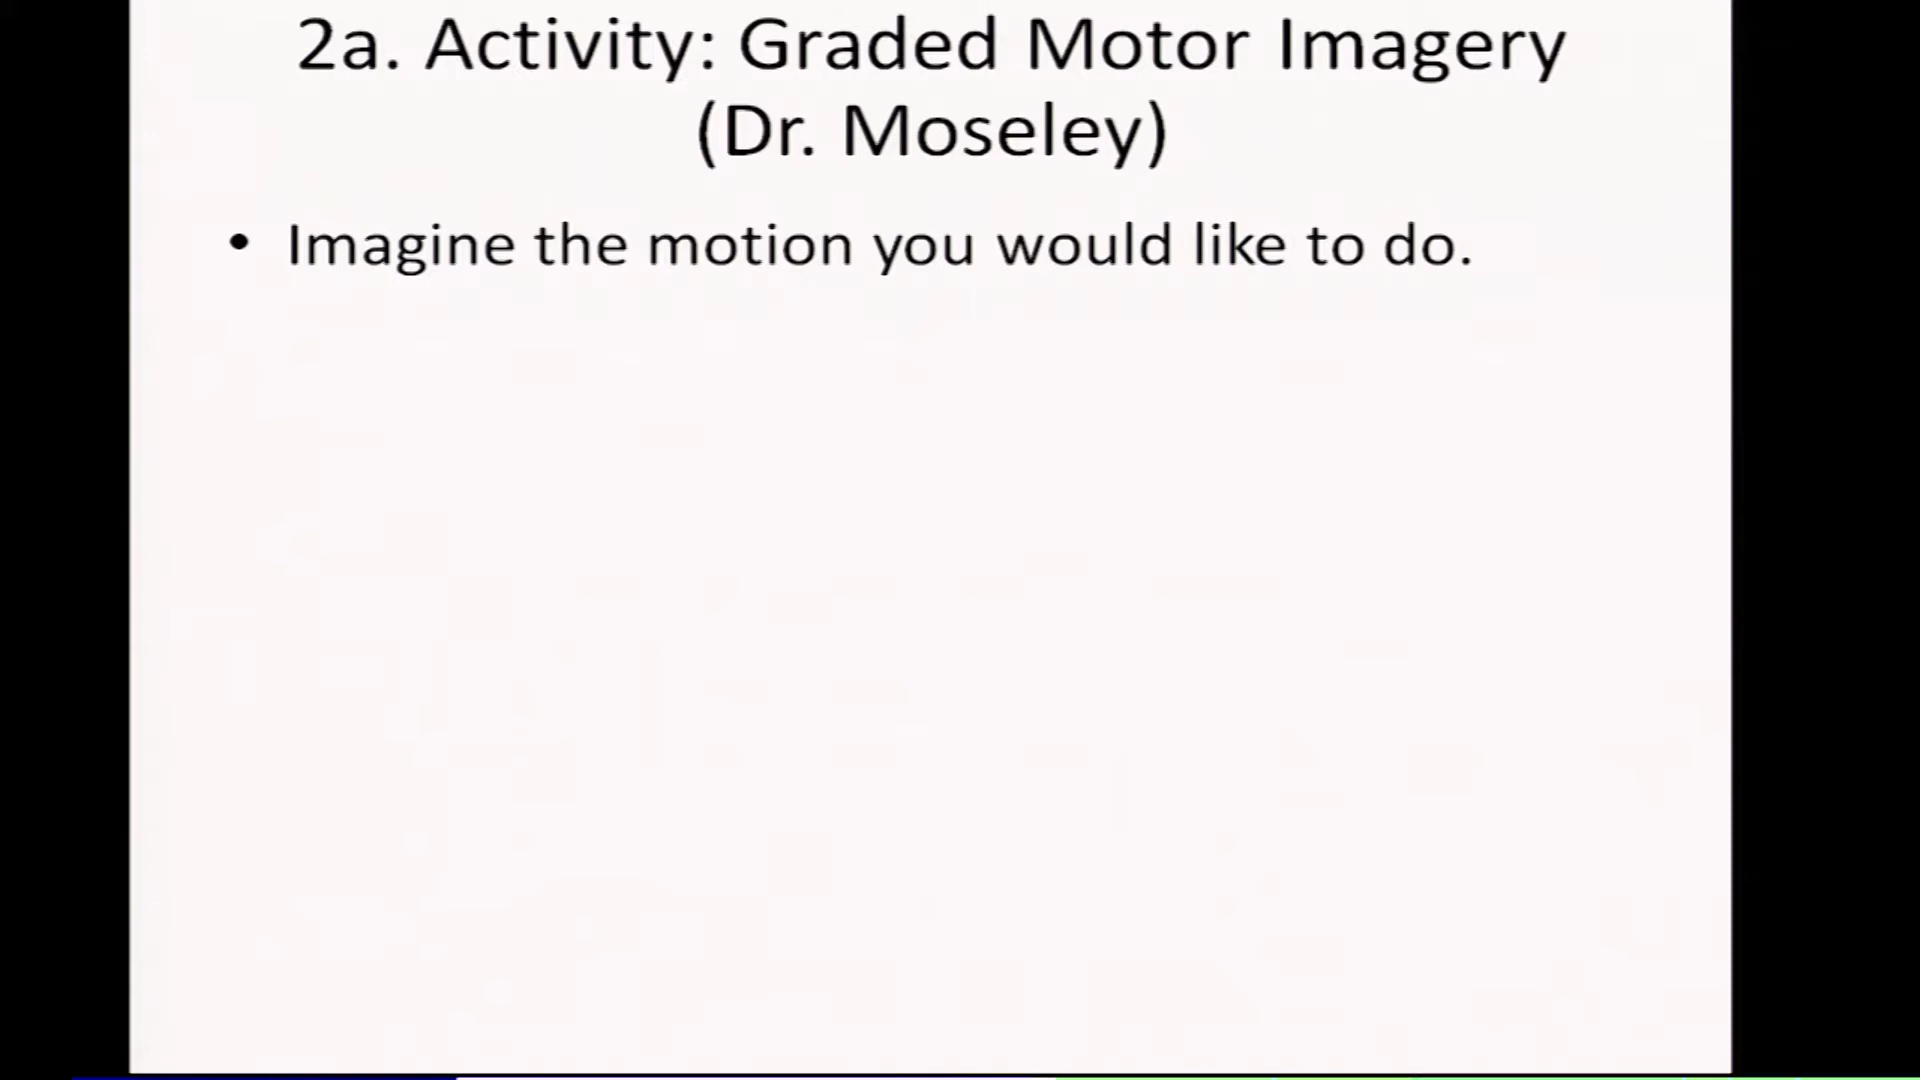 2a. Activity: Graded Motor Imagery
(Dr. Moseley)
• Imagine the motion you would like to do.